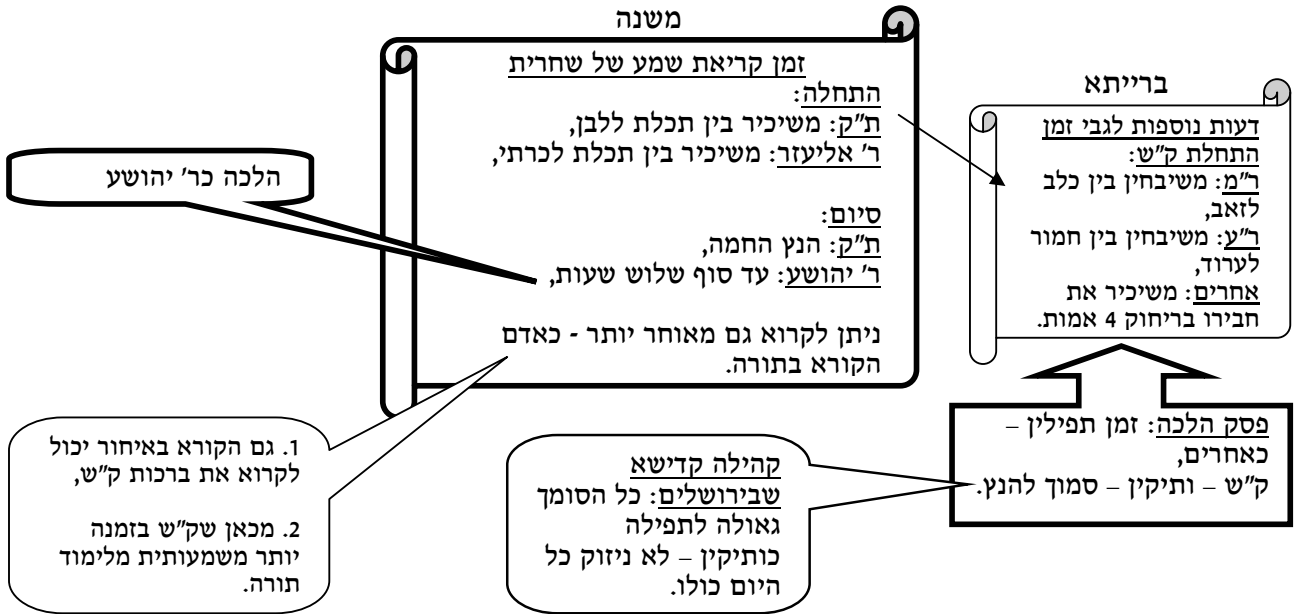 משנה
זמן קריאת שמע של שחרית
התחלה:
ת"ק: משיכיר בין תכלת ללבן,
ר' אליעזר: משיכיר בין תכלת לכרתי,
סיום:
ת"ק: הנץ החמה,
ר' יהושע: עד סוף שלוש שעות,
ניתן לקרוא גם מאוחר יותר - כאדם
הקורא בתורה.
ברייתא
דעות נוספות לגבי זמן
התחלת ק"ש:
ר"מ: משיבחין בין כלב
לזאב,
ר"ע: משיבחין בין חמור
לערוד,
אחרים: משיכיר את
חבירו בריחוק 4 אמות.
הלכה כר' יהושע
1. גם הקורא באיחור יכול
לקרוא את ברכות ק"ש,
2. מכאן שק"ש בזמנה
יותר משמעותית מלימוד
תורה.
קהילה קדישא
שבירושלים: כל הסומך
גאולה לתפילה
כותיקין – לא ניזוק כל
היום כולו.
פסק הלכה: זמן תפילין –
כאחרים,
ק"ש – ותיקין – סמוך להנץ.